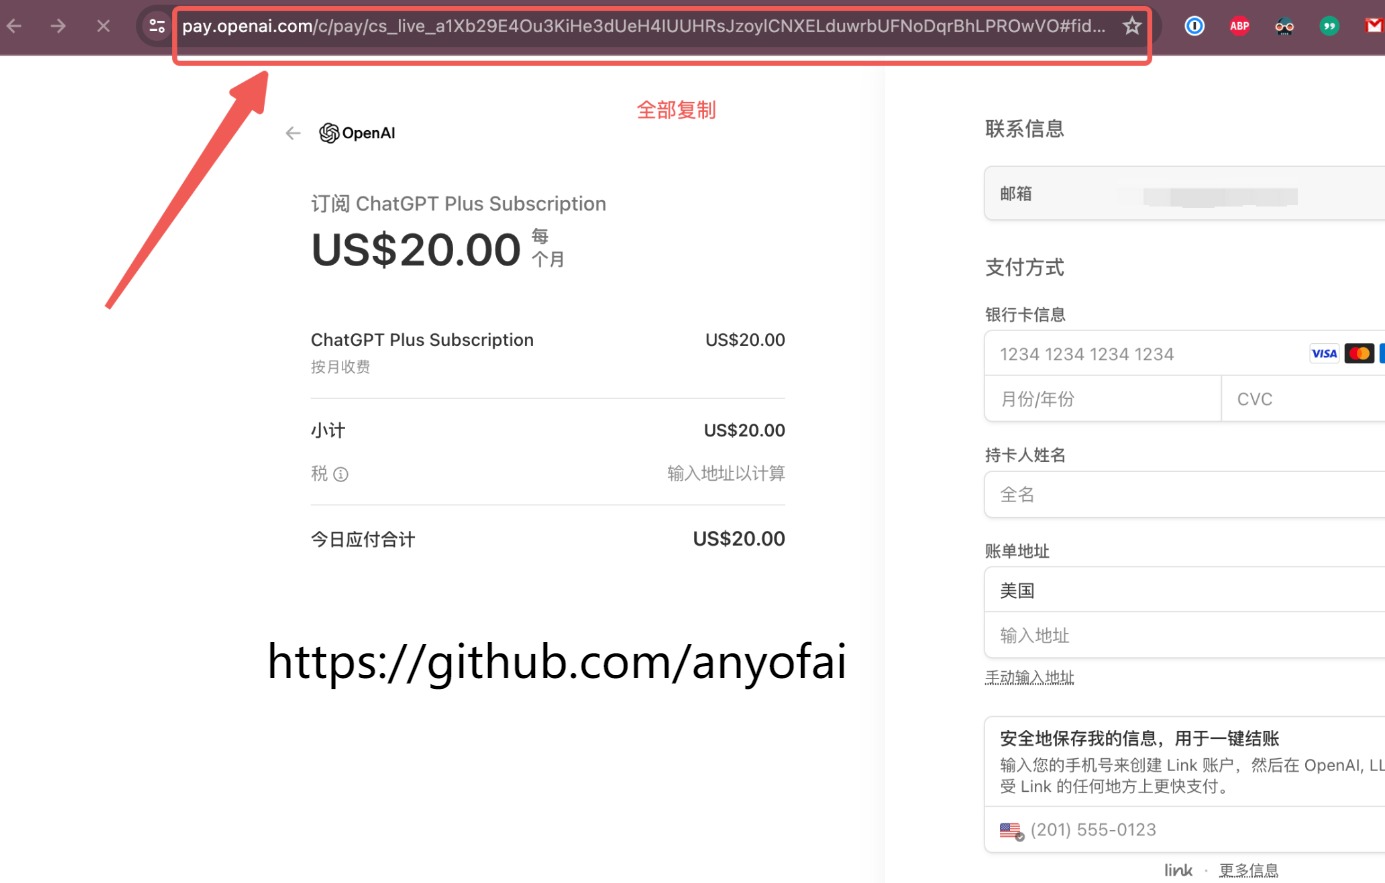 pay.openai.com/c/pay/cs_live_a1Xb29E4Ou3KiHe3dUeH4IUUHRsJzoylCNXELduwrbUFNoDqrBhLPROwVO#fid...
ABP
全部复制
OpenAI
订阅 ChatGPT Plus Subscription
US$20.00 每个月
ChatGPT Plus Subscription US$20.00
按月收费
小计 US$20.00
税 输入地址以计算
今日应付合计 US$20.00
https://github.com/anyofai
联系信息
邮箱
支付方式
银行卡信息
1234 1234 1234 1234 VISA
月份/年份 CVC
持卡人姓名
全名
账单地址
美国
输入地址
手动输入地址
安全地保存我的信息，用于一键结账
输入您的手机号来创建 Link 账户，然后在 OpenAI, LL
受 Link 的任何地方上更快支付。
(201) 555-0123
link · 更多信息